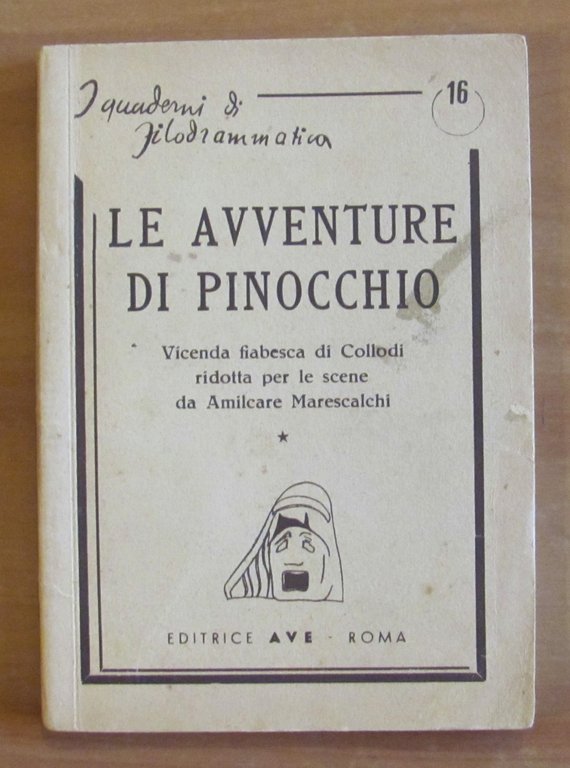 I quaderni di
filodrammatica
16
LE AVVENTURE
DI PINOCCHIO
Vicenda fiabesca di Collodi
ridotta per le scene
da Amilcare Marescalchi
EDITRICE AVE - ROMA